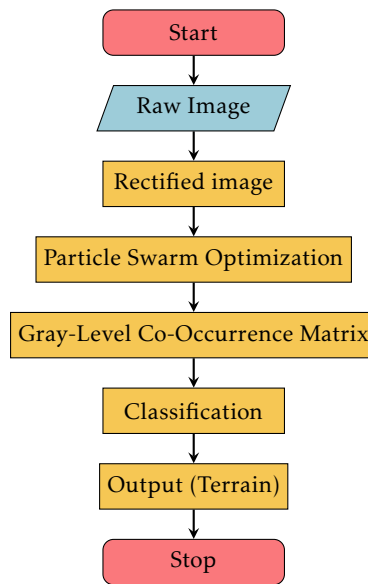 Start
Raw Image
Rectified image
Particle Swarm Optimization
Gray-Level Co-Occurrence Matrix
Classification
Output (Terrain)
Stop